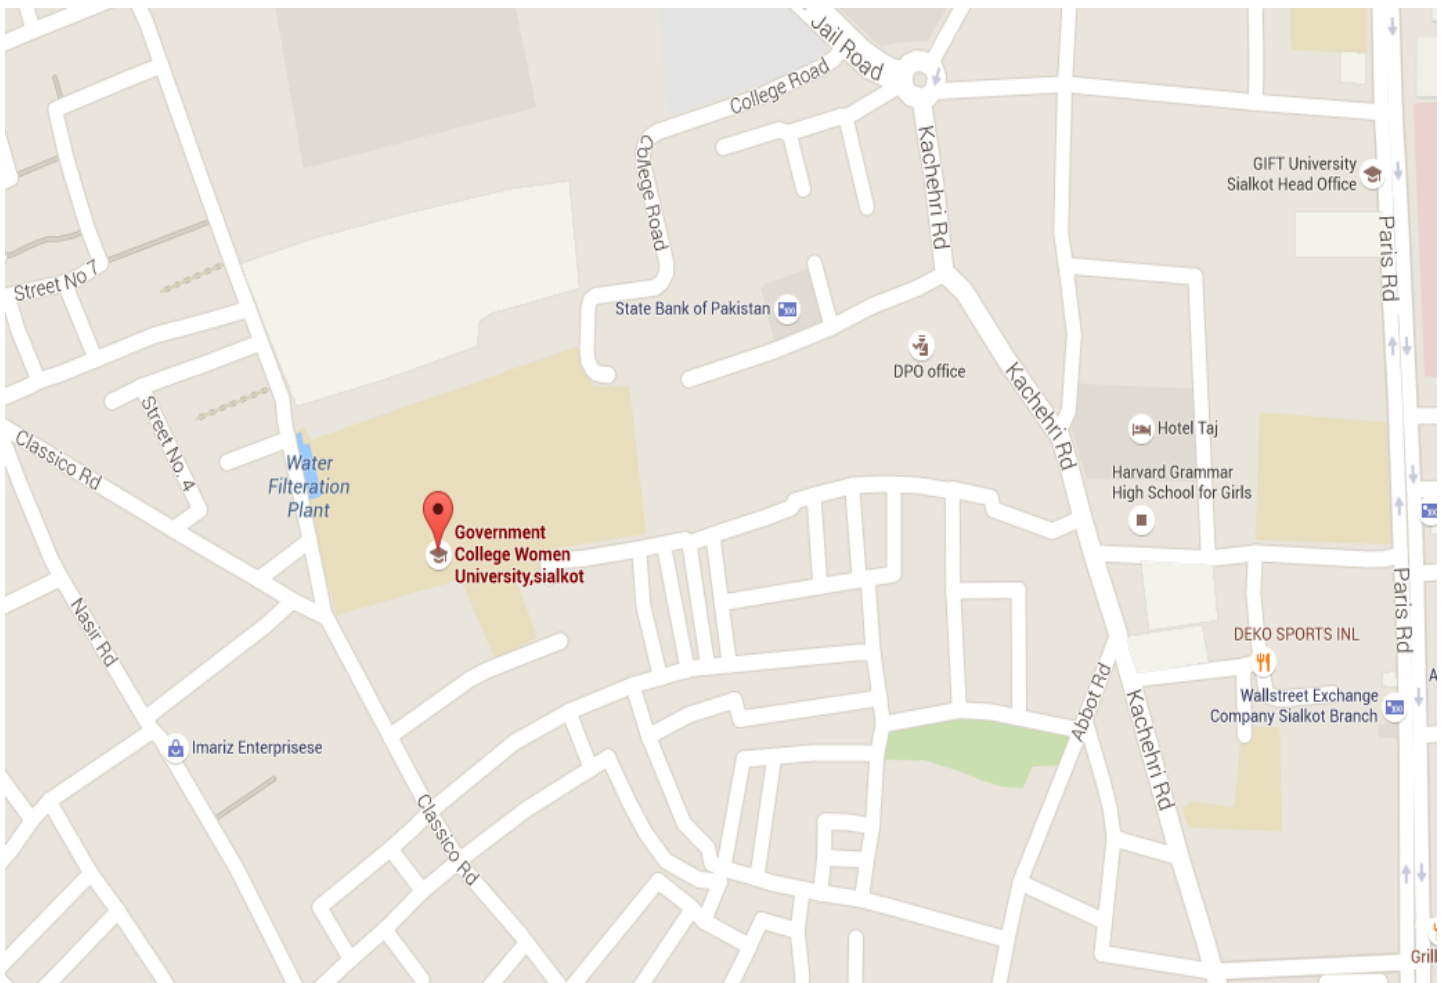 Jail Road
College Road
College Road
Kachehri Rd
GIFT University
Sialkot Head Office
Paris Rd
Street No 7
State Bank of Pakistan
DPO office
Kachehri Rd
Hotel Taj
Harvard Grammar
High School for Girls
Street No. 4
Classico Rd
Water
Filteration
Plant
Government
College Women
University,sialkot
Nasir Rd
Paris Rd
DEKO SPORTS INL
Abbot Rd
Kachehri Rd
Wallstreet Exchange
Company Sialkot Branch
A
Imariz Enterprisese
Classico Rd
Grill